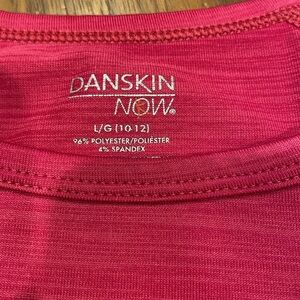 DANSKIN
NOW®
L/G (10-12)
96% POLYESTER/POLIÉSTER
4% SPANDEX